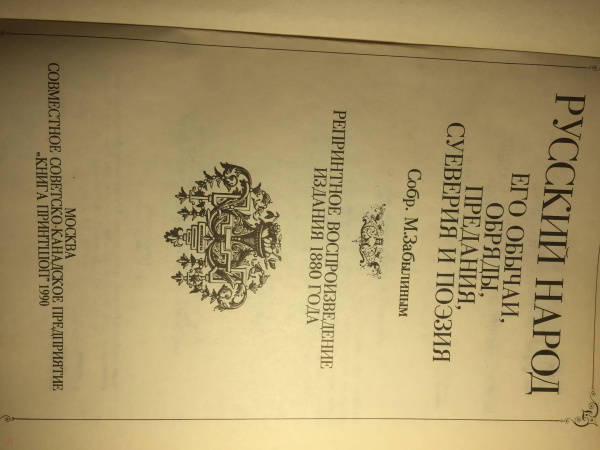 РУССКИЙ НАРОД
ЕГО ОБЫЧАИ,
ОБРЯДЫ,
ПРЕДАНИЯ,
СУЕВЕРИЯ И ПОЭЗИЯ
Собр. М.Забылиным
РЕПРИНТНОЕ ВОСПРОИЗВЕДЕНИЕ
ИЗДАНИЯ 1880 ГОДА
МОСКВА
СОВМЕСТНОЕ СОВЕТСКО-КАНАДСКОЕ ПРЕДПРИЯТИЕ
„КНИГА ПРИНТШОП" 1990